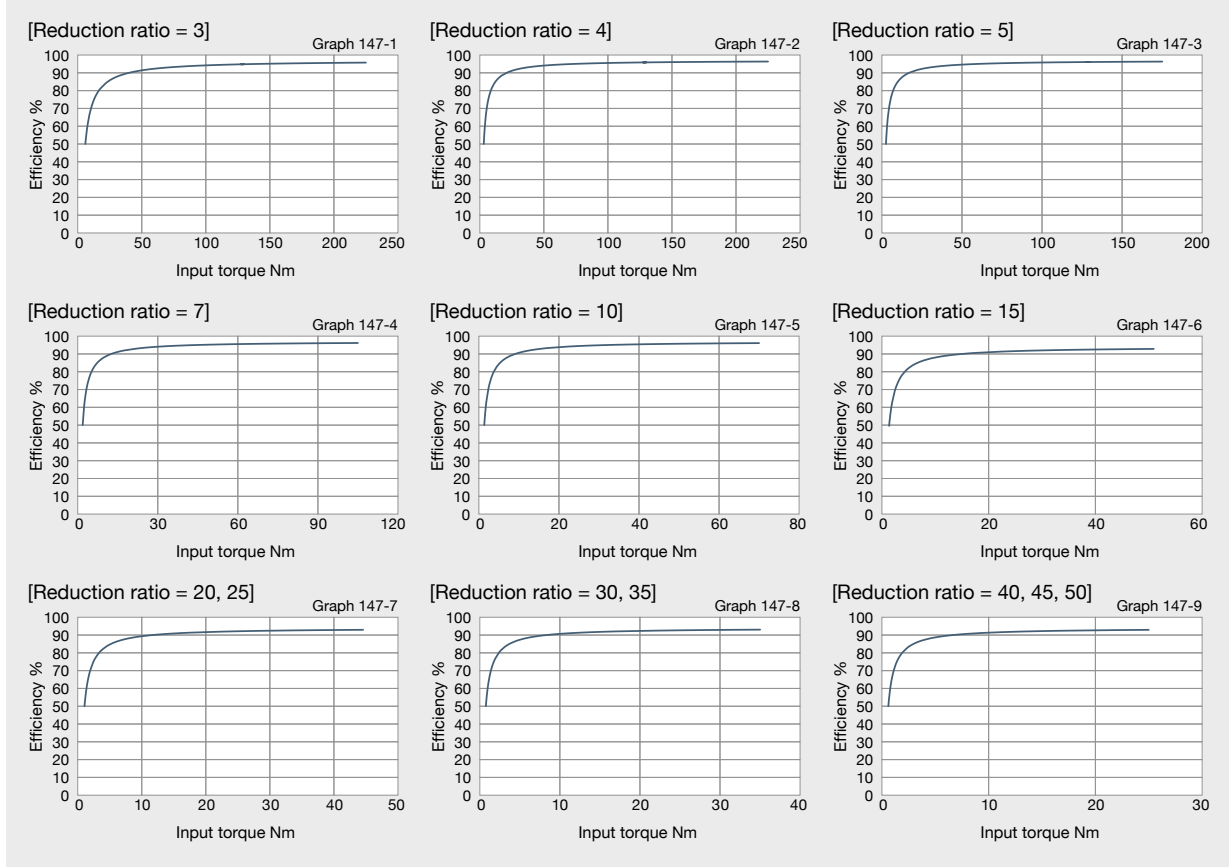 [Reduction ratio = 3]
Graph 147-1
100
90
80
70
60
50
40
30
20
10
0
Efficiency %
0 50 100 150 200 250
Input torque Nm
[Reduction ratio = 4]
Graph 147-2
100
90
80
70
60
50
40
30
20
10
0
Efficiency %
0 50 100 150 200 250
Input torque Nm
[Reduction ratio = 5]
Graph 147-3
100
90
80
70
60
50
40
30
20
10
0
Efficiency %
0 50 100 150 200
Input torque Nm
[Reduction ratio = 7]
Graph 147-4
100
90
80
70
60
50
40
30
20
10
0
Efficiency %
0 30 60 90 120
Input torque Nm
[Reduction ratio = 10]
Graph 147-5
100
90
80
70
60
50
40
30
20
10
0
Efficiency %
0 20 40 60 80
Input torque Nm
[Reduction ratio = 15]
Graph 147-6
100
90
80
70
60
50
40
30
20
10
0
Efficiency %
0 20 40 60
Input torque Nm
[Reduction ratio = 20, 25]
Graph 147-7
100
90
80
70
60
50
40
30
20
10
0
Efficiency %
0 10 20 30 40 50
Input torque Nm
[Reduction ratio = 30, 35]
Graph 147-8
100
90
80
70
60
50
40
30
20
10
0
Efficiency %
0 10 20 30 40
Input torque Nm
[Reduction ratio = 40, 45, 50]
Graph 147-9
100
90
80
70
60
50
40
30
20
10
0
Efficiency %
0 10 20 30
Input torque Nm